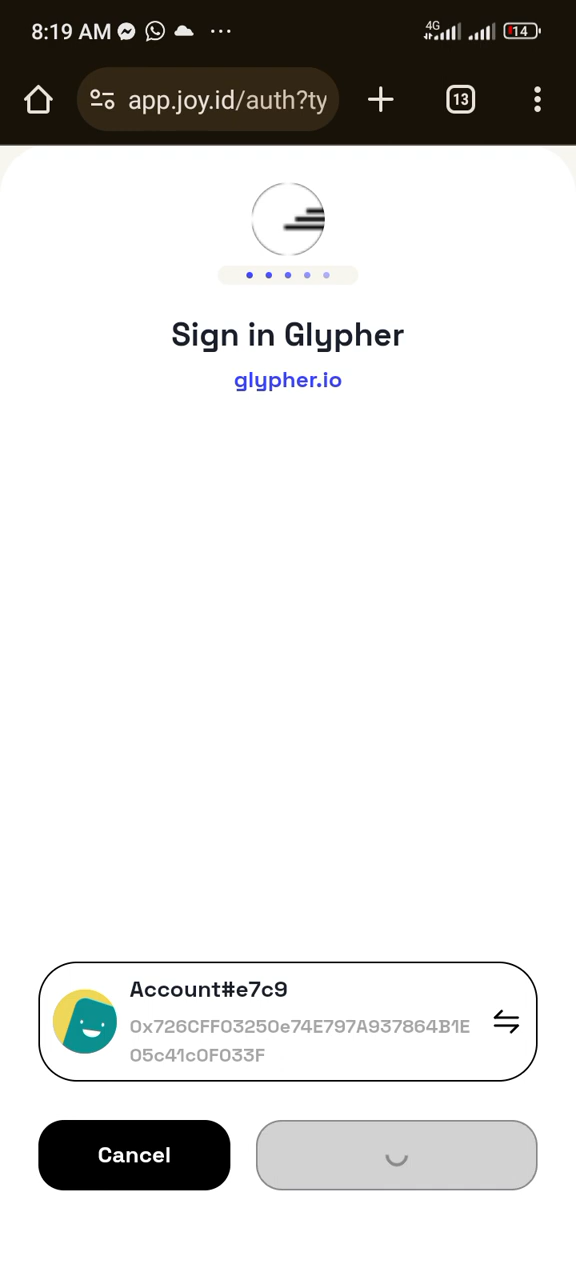 8:19 AM
4G
14
app.joy.id/auth?ty
13
Sign in Glypher
glypher.io
Account#e7c9
0x726CFF03250e74E797A937864B1E
05c41c0F033F
Cancel